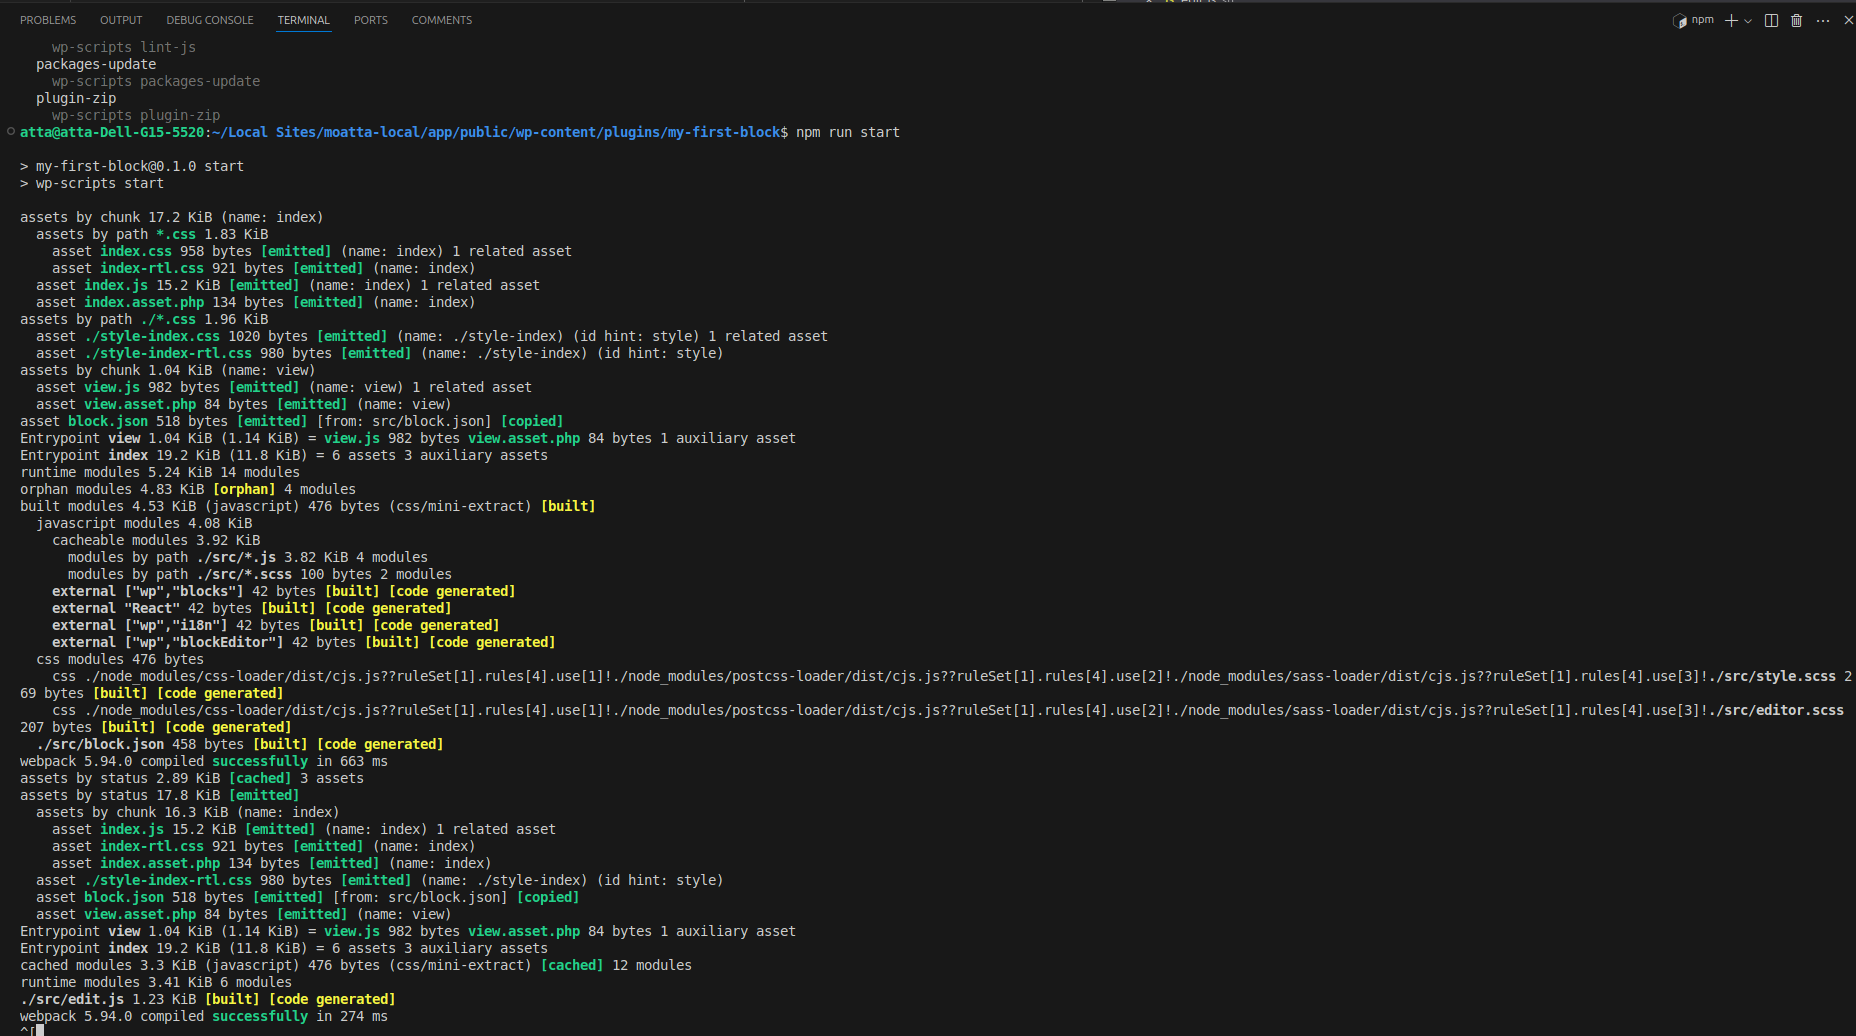 PROBLEMS OUTPUT DEBUG CONSOLE TERMINAL PORTS COMMENTS npm
wp-scripts lint-js
packages-update
wp-scripts packages-update
plugin-zip
wp-scripts plugin-zip
atta@atta-Dell-G15-5520:~/Local Sites/moatta-local/app/public/wp-content/plugins/my-first-block$ npm run start
> my-first-block@0.1.0 start
> wp-scripts start
assets by chunk 17.2 KiB (name: index)
assets by path *.css 1.83 KiB
asset index.css 958 bytes [emitted] (name: index) 1 related asset
asset index-rtl.css 921 bytes [emitted] (name: index)
asset index.js 15.2 KiB [emitted] (name: index) 1 related asset
asset index.asset.php 134 bytes [emitted] (name: index)
assets by path ./*.css 1.96 KiB
asset ./style-index.css 1020 bytes [emitted] (name: ./style-index) (id hint: style) 1 related asset
asset ./style-index-rtl.css 980 bytes [emitted] (name: ./style-index) (id hint: style)
assets by chunk 1.04 KiB (name: view)
asset view.js 982 bytes [emitted] (name: view) 1 related asset
asset view.asset.php 84 bytes [emitted] (name: view)
asset block.json 518 bytes [emitted] [from: src/block.json] [copied]
Entrypoint view 1.04 KiB (1.14 KiB) = view.js 982 bytes view.asset.php 84 bytes 1 auxiliary asset
Entrypoint index 19.2 KiB (11.8 KiB) = 6 assets 3 auxiliary assets
runtime modules 5.24 KiB 14 modules
orphan modules 4.83 KiB [orphan] 4 modules
built modules 4.53 KiB (javascript) 476 bytes (css/mini-extract) [built]
javascript modules 4.08 KiB
cacheable modules 3.92 KiB
modules by path ./src/*.js 3.82 KiB 4 modules
modules by path ./src/*.scss 100 bytes 2 modules
external ["wp","blocks"] 42 bytes [built] [code generated]
external "React" 42 bytes [built] [code generated]
external ["wp","i18n"] 42 bytes [built] [code generated]
external ["wp","blockEditor"] 42 bytes [built] [code generated]
css modules 476 bytes
css ./node_modules/css-loader/dist/cjs.js??ruleSet[1].rules[4].use[1]!./node_modules/postcss-loader/dist/cjs.js??ruleSet[1].rules[4].use[2]!./node_modules/sass-loader/dist/cjs.js??ruleSet[1].rules[4].use[3]!./src/style.scss 2
69 bytes [built] [code generated]
css ./node_modules/css-loader/dist/cjs.js??ruleSet[1].rules[4].use[1]!./node_modules/postcss-loader/dist/cjs.js??ruleSet[1].rules[4].use[2]!./node_modules/sass-loader/dist/cjs.js??ruleSet[1].rules[4].use[3]!./src/editor.scss
207 bytes [built] [code generated]
./src/block.json 458 bytes [built] [code generated]
webpack 5.94.0 compiled successfully in 663 ms
assets by status 2.89 KiB [cached] 3 assets
assets by status 17.8 KiB [emitted]
assets by chunk 16.3 KiB (name: index)
asset index.js 15.2 KiB [emitted] (name: index) 1 related asset
asset index-rtl.css 921 bytes [emitted] (name: index)
asset index.asset.php 134 bytes [emitted] (name: index)
asset ./style-index-rtl.css 980 bytes [emitted] (name: ./style-index) (id hint: style)
asset block.json 518 bytes [emitted] [from: src/block.json] [copied]
asset view.asset.php 84 bytes [emitted] (name: view)
Entrypoint view 1.04 KiB (1.14 KiB) = view.js 982 bytes view.asset.php 84 bytes 1 auxiliary asset
Entrypoint index 19.2 KiB (11.8 KiB) = 6 assets 3 auxiliary assets
cached modules 3.3 KiB (javascript) 476 bytes (css/mini-extract) [cached] 12 modules
runtime modules 3.41 KiB 6 modules
./src/edit.js 1.23 KiB [built] [code generated]
webpack 5.94.0 compiled successfully in 274 ms
^[